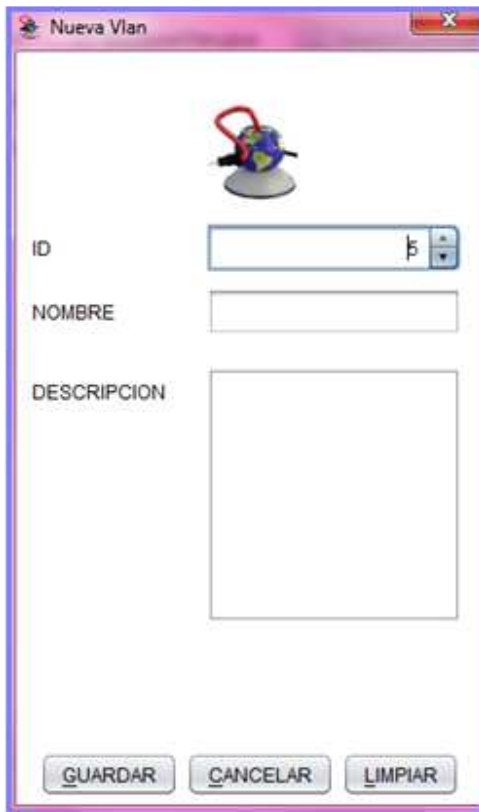 Nueva Vlan
ID
5
NOMBRE
DESCRIPCION
GUARDAR CANCELAR LIMPIAR